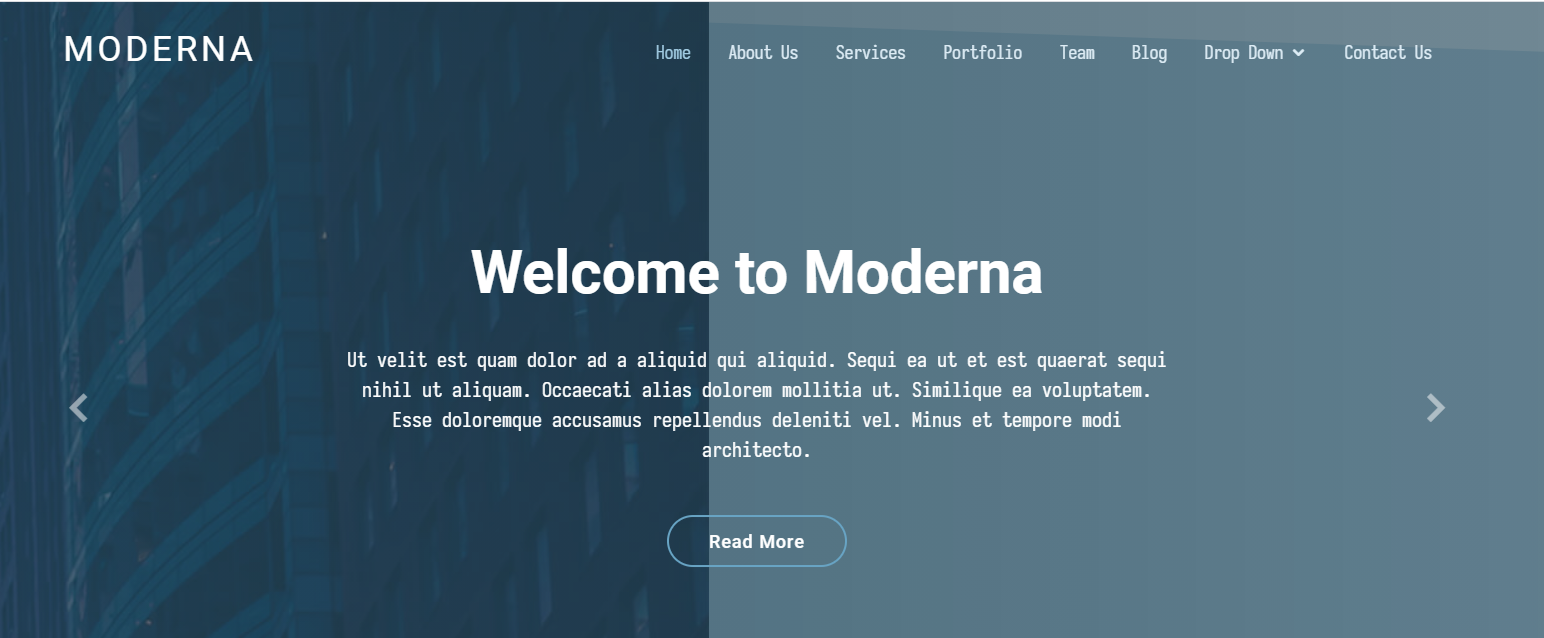 MODERNA
Home About Us Services Portfolio Team Blog Drop Down Contact Us
Welcome to Moderna
Ut velit est quam dolor ad a aliquid qui aliquid. Sequi ea ut et est quaerat sequi
nihil ut aliquam. Occaecati alias dolorem mollitia ut. Similique ea voluptatem.
Esse doloremque accusamus repellendus deleniti vel. Minus et tempore modi
architecto.
Read More